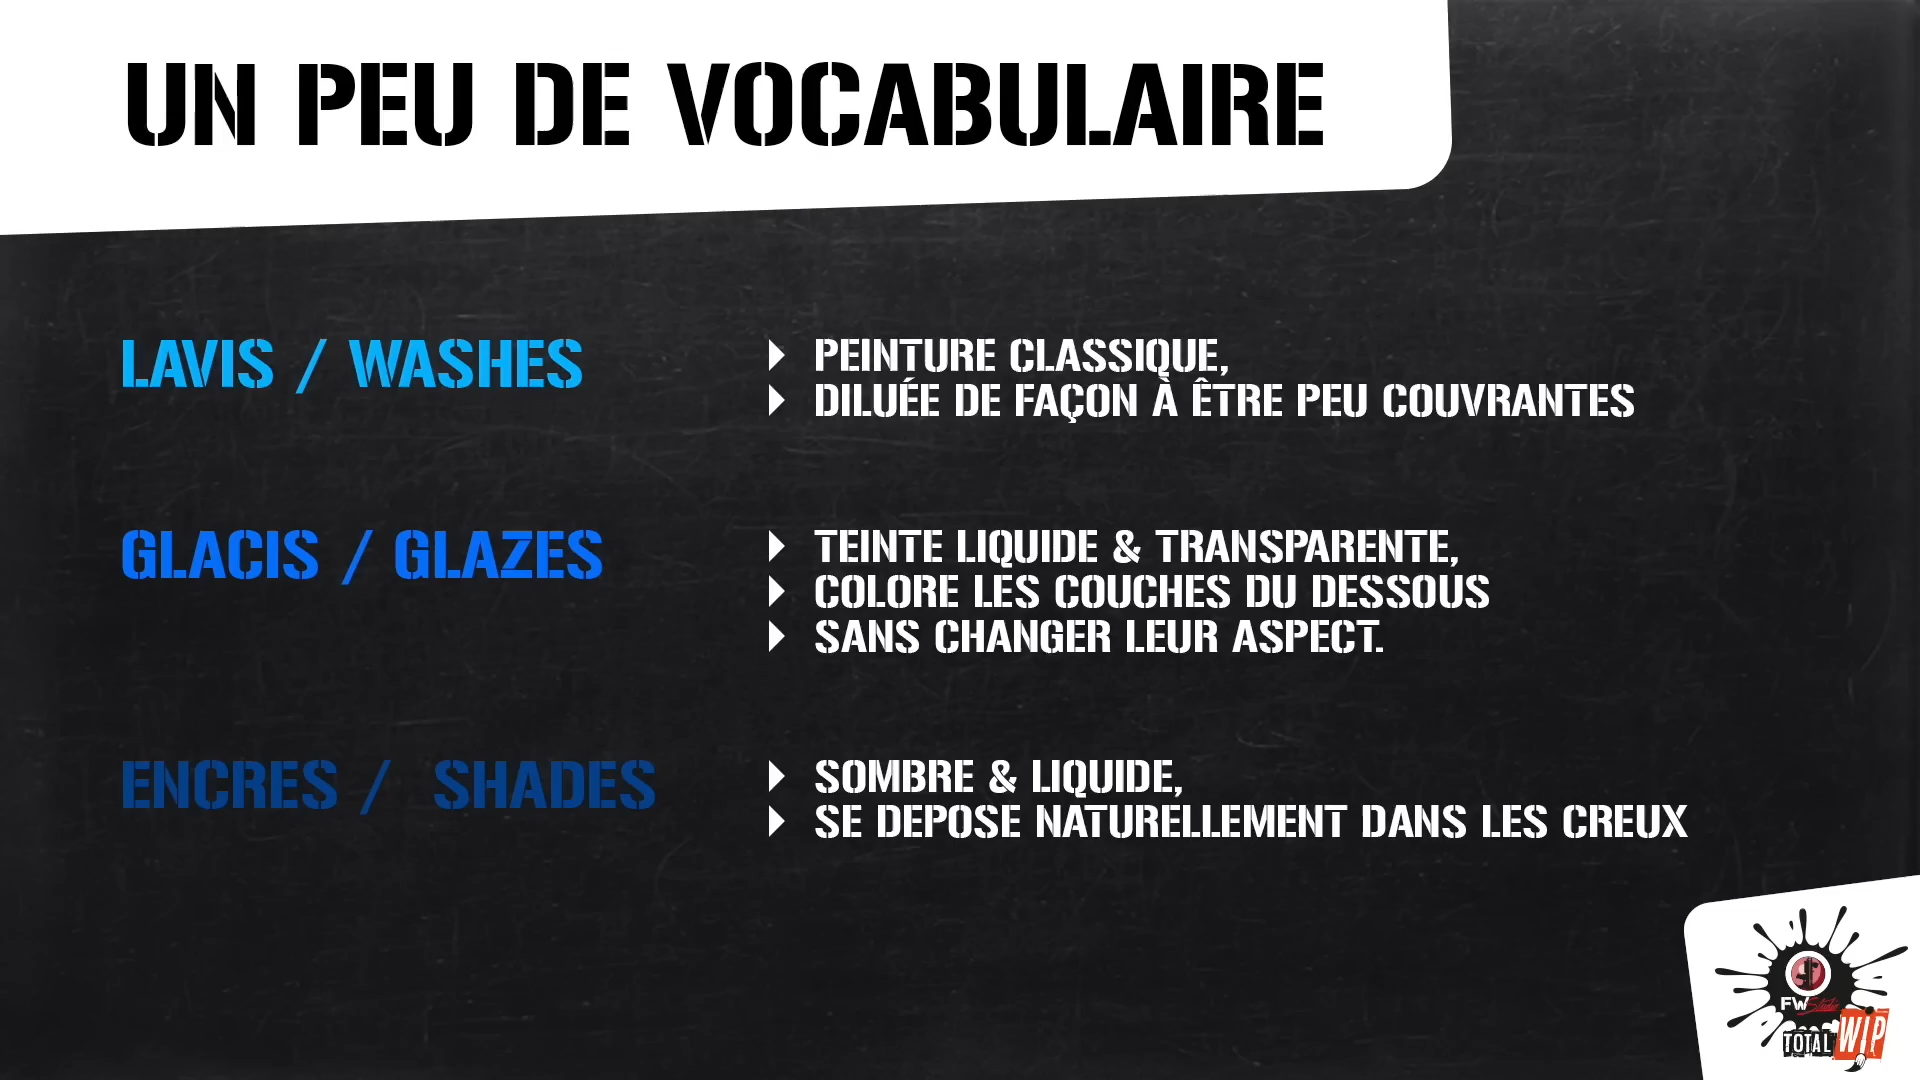 UN PEU DE VOCABULAIRE
LAVIS / WASHES
PEINTURE CLASSIQUE,
DILUÉE DE FAÇON À ÊTRE PEU COUVRANTES
GLACIS / GLAZES
TEINTE LIQUIDE & TRANSPARENTE,
COLORE LES COUCHES DU DESSOUS
SANS CHANGER LEUR ASPECT.
ENCRES / SHADES
SOMBRE & LIQUIDE,
SE DEPOSE NATURELLEMENT DANS LES CREUX
FW Studio
TOTAL WIP